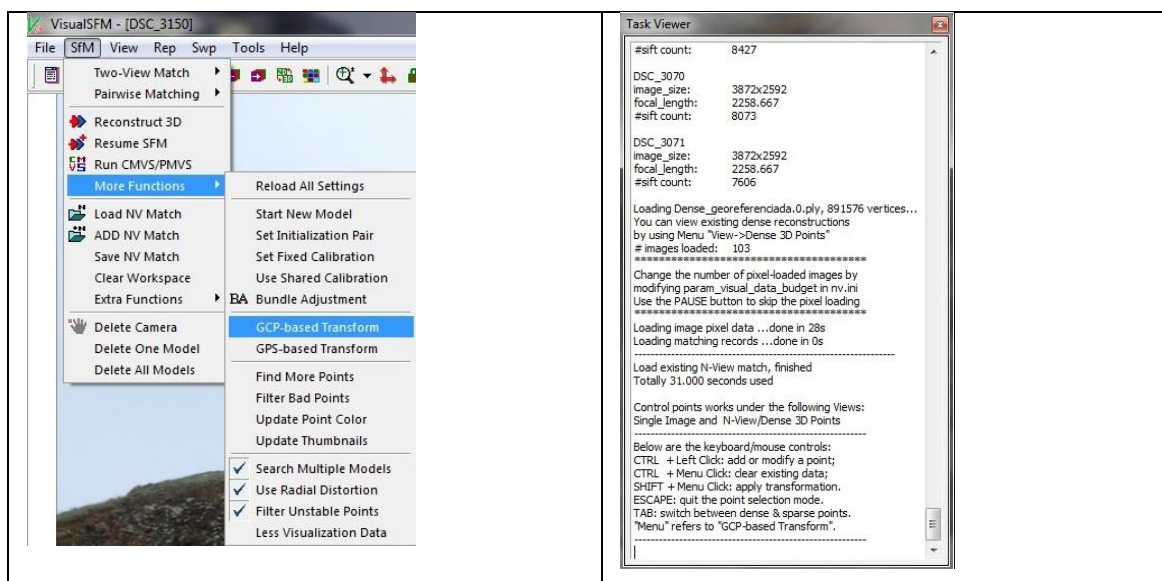 VisualSFM - [DSC_3150]
File SfM View Rep Swp Tools Help
Two-View Match
Pairwise Matching
Reconstruct 3D
Resume SFM
Run CMVS/PMVS
More Functions
Load NV Match
ADD NV Match
Save NV Match
Clear Workspace
Extra Functions
Delete Camera
Delete One Model
Delete All Models
Reload All Settings
Start New Model
Set Initialization Pair
Set Fixed Calibration
Use Shared Calibration
BA Bundle Adjustment
GCP-based Transform
GPS-based Transform
Find More Points
Filter Bad Points
Update Point Color
Update Thumbnails
Search Multiple Models
Use Radial Distortion
Filter Unstable Points
Less Visualization Data
Task Viewer
#sift count: 8427
DSC_3070
image_size: 3872x2592
focal_length: 2258.667
#sift count: 8073
DSC_3071
image_size: 3872x2592
focal_length: 2258.667
#sift count: 7606
Loading Dense_georeferenciada.0.ply, 891576 vertices...
You can view existing dense reconstructions
by using Menu "View->Dense 3D Points"
# images loaded: 103
****************************************
Change the number of pixel-loaded images by
modifying param_visual_data_budget in nv.ini
Use the PAUSE button to skip the pixel loading
****************************************
Loading image pixel data ...done in 28s
Loading matching records ...done in 0s
----------------------------------------------------------------
Load existing N-View match, finished
Totally 31.000 seconds used
Control points works under the following Views:
Single Image and N-View/Dense 3D Points
---------------------------------------------------------
Below are the keyboard/mouse controls:
CTRL + Left Click: add or modify a point;
CTRL + Menu Click: clear existing data;
SHIFT + Menu Click: apply transformation.
ESCAPE: quit the point selection mode.
TAB: switch between dense & sparse points.
"Menu" refers to "GCP-based Transform".
---------------------------------------------------------